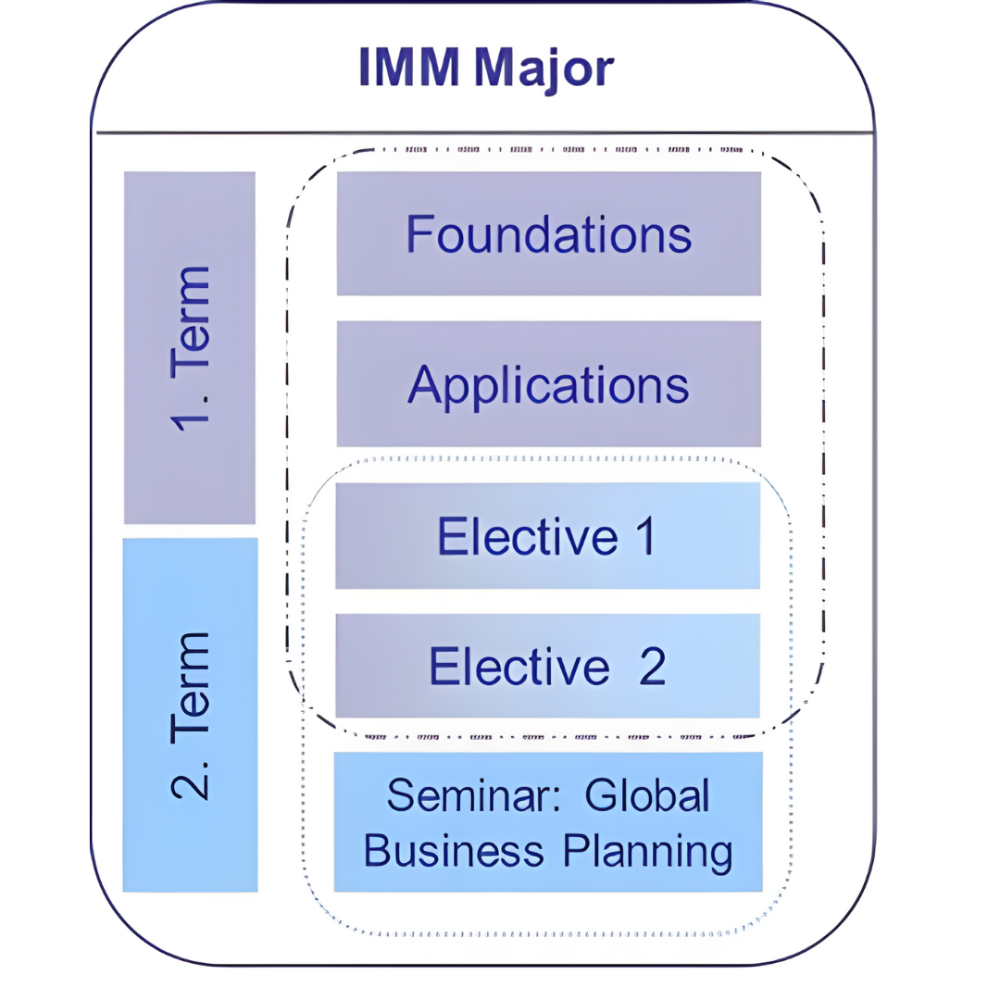 IMM Major
1. Term
Foundations
Applications
Elective 1
Elective 2
2. Term
Seminar: Global
Business Planning